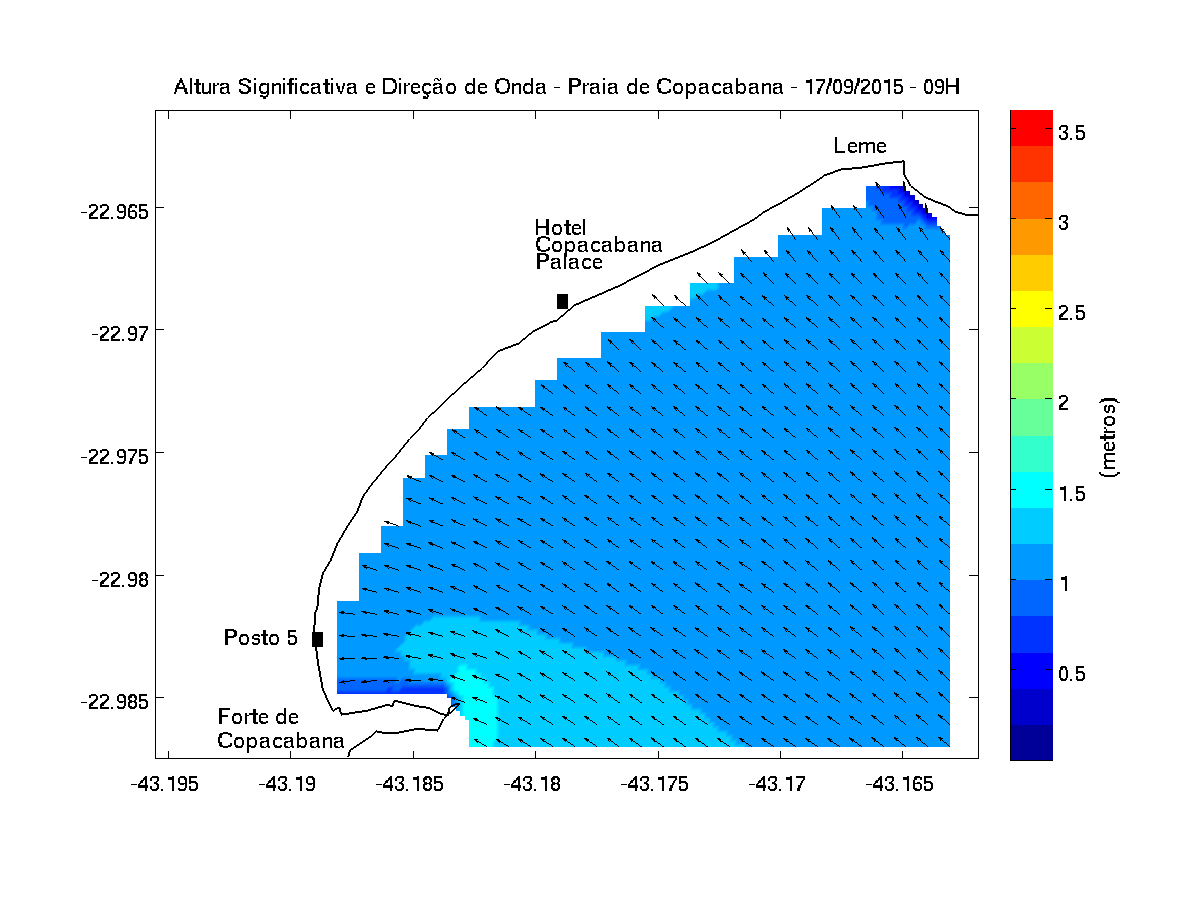 Altura Significativa e Direção de Onda - Praia de Copacabana - 17/09/2015 - 09H
Leme
Hotel
Copacabana
Palace
Posto 5
Forte de
Copacabana
-22.965
-22.97
-22.975
-22.98
-22.985
-43.195
-43.19
-43.185
-43.18
-43.175
-43.17
-43.165
3.5
3
2.5
2
1.5
1
0.5
(metros)